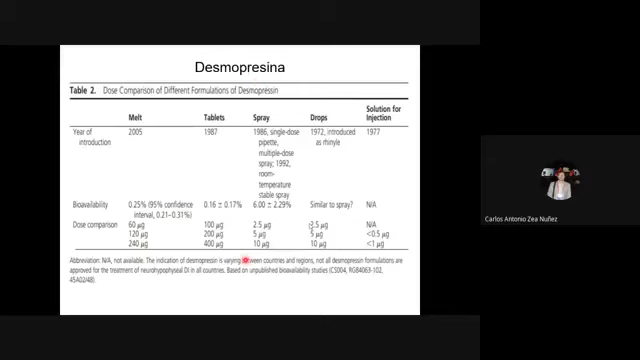 Desmopresina
Table 2. Dose Comparison of Different Formulations of Desmopressin
Melt Tablets Spray Drops Solution for Injection
Year of introduction 2005 1987 1986, single-dose pipette, multiple-dose spray; 1992, room-temperature stable spray 1972, introduced as rhinyle 1977
Bioavailability 0.25% (95% confidence interval, 0.21–0.31%) 0.16 ± 0.17% 6.00 ± 2.29% Similar to spray? N/A
Dose comparison 60 µg 100 µg 2.5 µg 2.5 µg N/A
120 µg 200 µg 5 µg 5 µg <0.5 µg
240 µg 400 µg 10 µg 10 µg <1 µg
Abbreviation: N/A, not available. The indication of desmopressin is varying between countries and regions, not all desmopressin formulations are
approved for the treatment of neurohypophyseal DI in all countries. Based on unpublished bioavailability studies (CS004, RG84063-102,
45A02/48).
Carlos Antonio Zea Nuñez